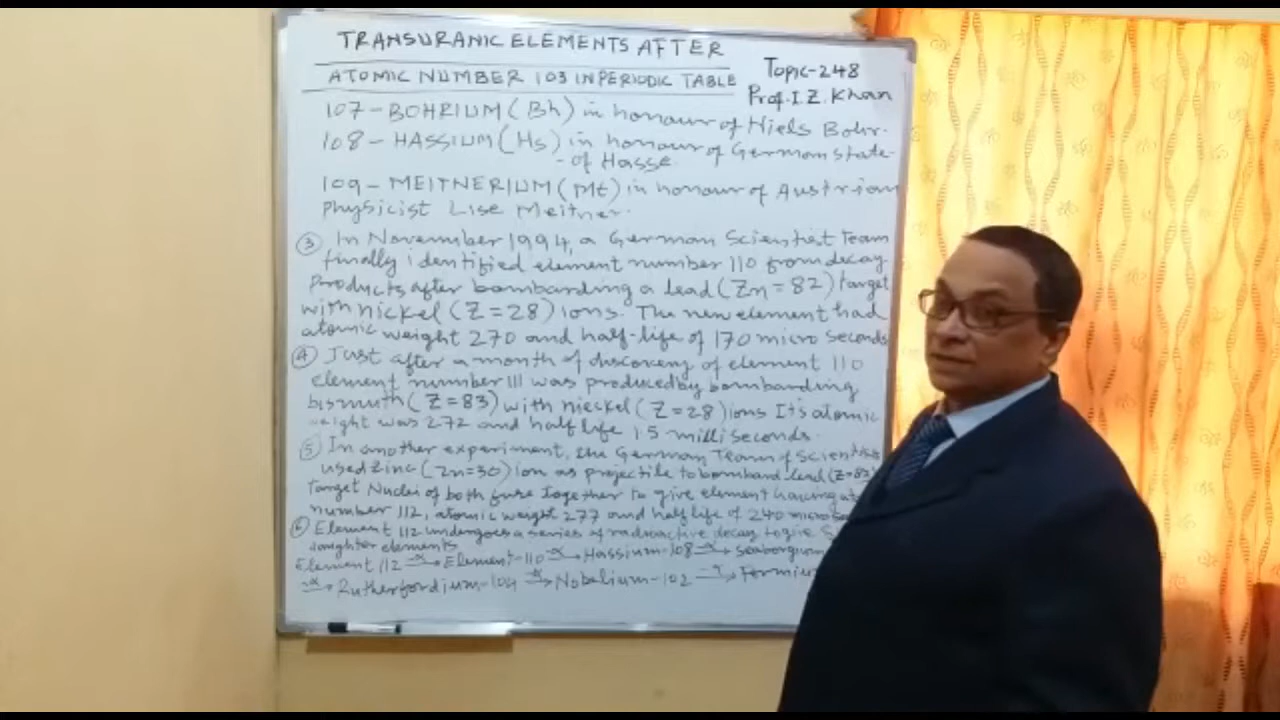 TRANSURANIC ELEMENTS AFTER
ATOMIC NUMBER 103 IN PERIODIC TABLE
Topic-248
Prof. I. Z. Khan
107-BOHRIUM (Bh) in honour of Niels Bohr.
108-HASSIUM (Hs) in honour of German state-
-of Hasse.
109-MEITNERIUM (Mt) in honour of Austrian
Physicist Lise Meitner.
③ In November 1994, a German Scientist Team
finally identified element number 110 from decay
Products after bombarding a lead (Zn=82) target
with nickel (Z=28) ions. The new element had
atomic weight 270 and half-life of 170 micro seconds
④ Just after a month of discovery of element 110
element number 111 was produced by bombarding
bismuth (Z=83) with nieckel (Z=28) ions It's atomic
weight was 272 and half life 1.5 milli seconds.
⑤ In another experiment, the German Team of Scientists
used Zinc (Zn=30) ion as projectile to bombard lead (Z=82)
Target Nuclei of both fuse together to give element having
number 112, atomic weight 277 and half life of 240 micro
⑥ Element 112 undergoes a series of radioactive decay to give
daughter elements
Element 112 -α→ Element-110 -α→ Hassium-108 -α→ Seaborgium
-α→ Rutherfordium-104 -α→ Nobelium-102 →